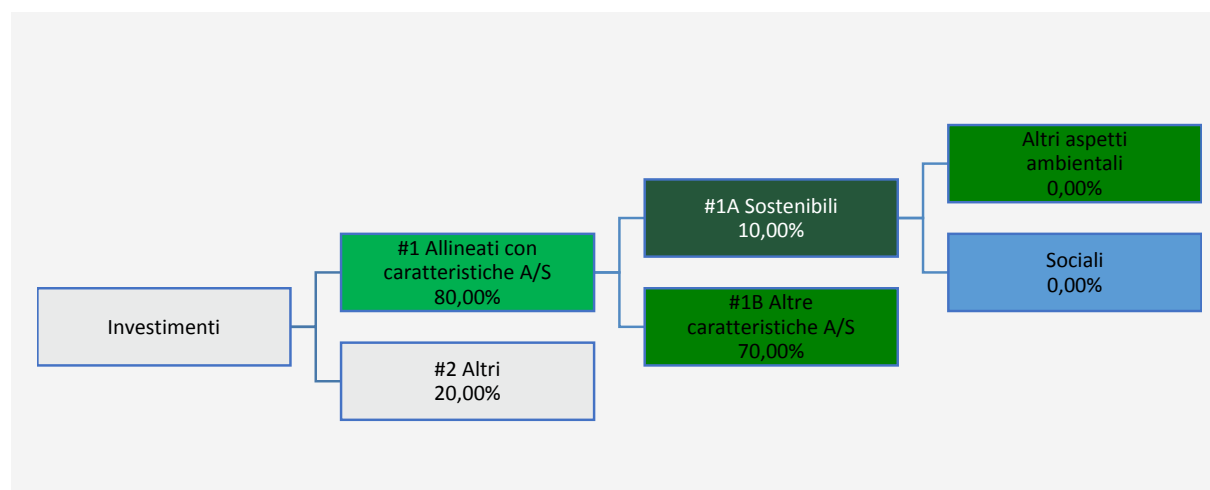 Investimenti
#1 Allineati con
caratteristiche A/S
80,00%
#2 Altri
20,00%
#1A Sostenibili
10,00%
#1B Altre
caratteristiche A/S
70,00%
Altri aspetti
ambientali
0,00%
Sociali
0,00%